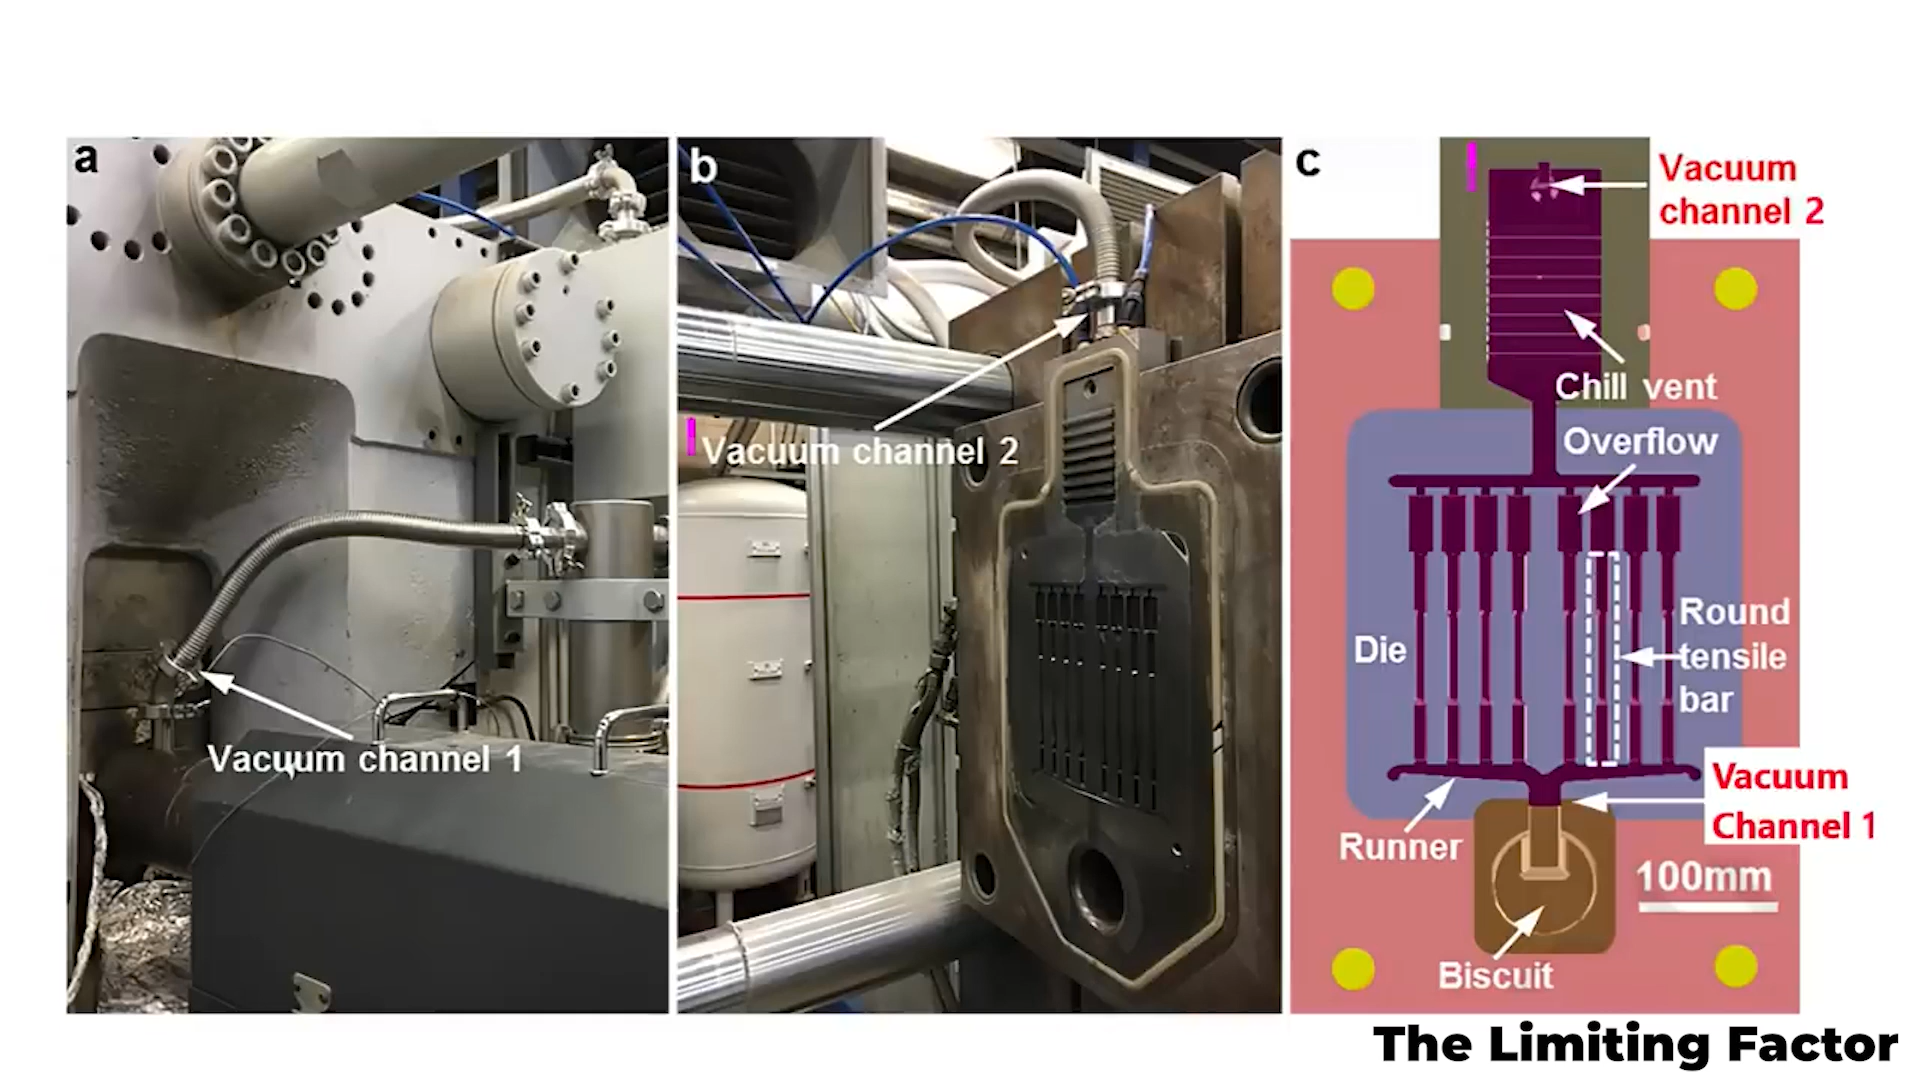 a
Vacuum channel 1
b
Vacuum channel 2
c
Vacuum
channel 2
Chill vent
Overflow
Die
Round
tensile
bar
Vacuum
Channel 1
Runner
100mm
Biscuit
The Limiting Factor